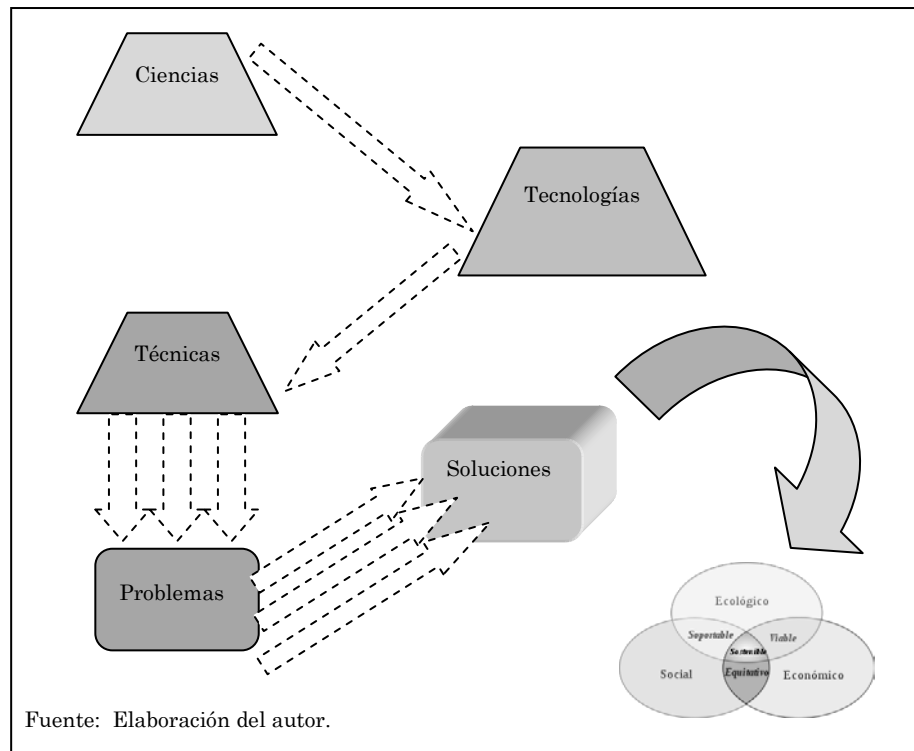 Ciencias
Tecnologías
Técnicas
Soluciones
Problemas
Ecológico
Soportable
Viable
Sostenible
Social
Equitativo
Económico
Fuente: Elaboración del autor.